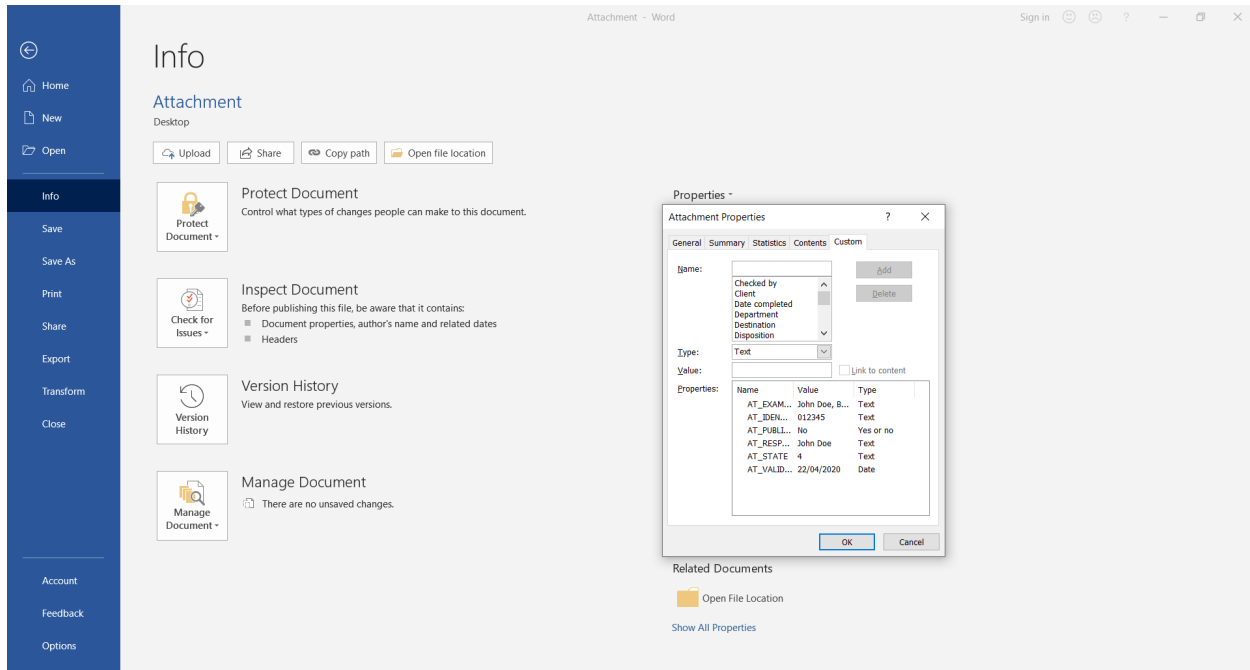 Attachment - Word
Sign in
?
Home
New
Open
Info
Save
Save As
Print
Share
Export
Transform
Close
Account
Feedback
Options
Info
Attachment
Desktop
Upload
Share
Copy path
Open file location
Protect Document
Protect Document
Control what types of changes people can make to this document.
Check for Issues
Inspect Document
Before publishing this file, be aware that it contains:
Document properties, author's name and related dates
Headers
Version History
Version History
View and restore previous versions.
Manage Document
Manage Document
There are no unsaved changes.
Properties
Attachment Properties ?
General Summary Statistics Contents Custom
Name:
Add
Delete
Checked by
Client
Date completed
Department
Destination
Disposition
Type: Text
Value: Link to content
Properties: Name Value Type
AT_EXAM... John Doe, B... Text
AT_IDEN... 012345 Text
AT_PUBLI... No Yes or no
AT_RESP... John Doe Text
AT_STATE 4 Text
AT_VALID... 22/04/2020 Date
OK Cancel
Related Documents
Open File Location
Show All Properties